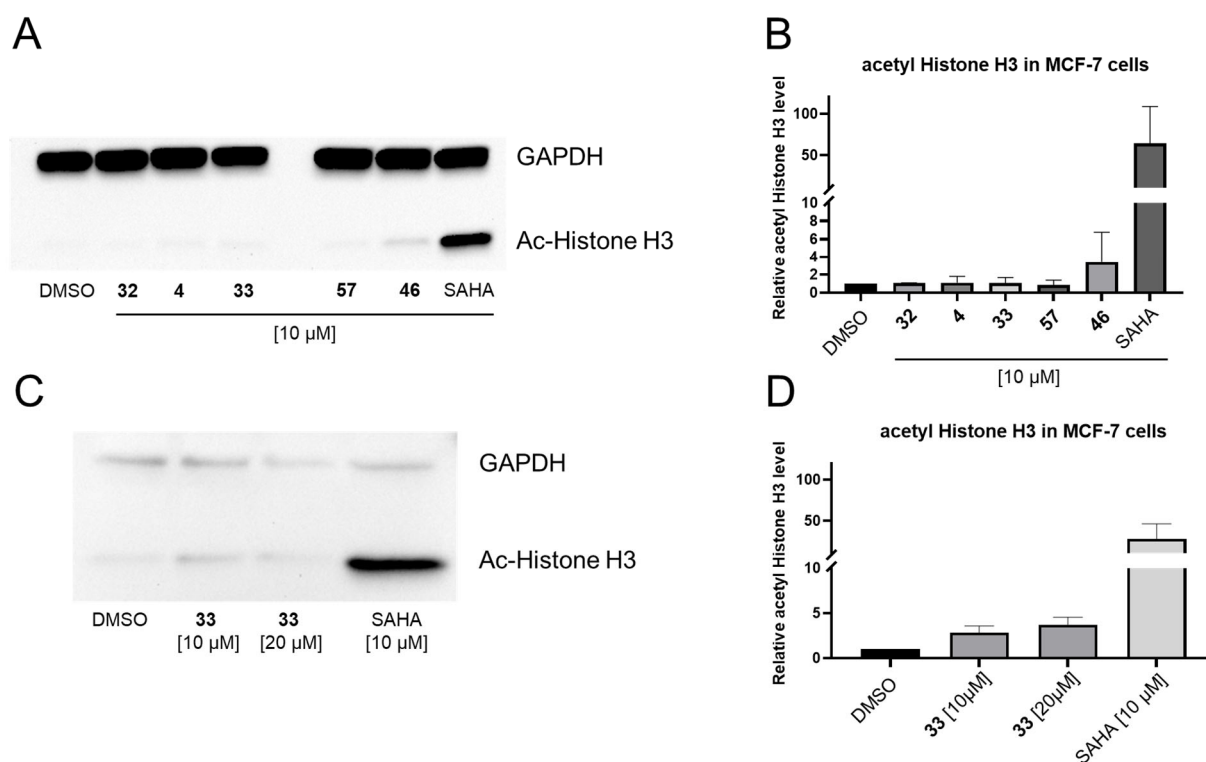 A
GAPDH
Ac-Histone H3
DMSO 32 4 33 57 46 SAHA
[10 µM]
B
acetyl Histone H3 in MCF-7 cells
Relative acetyl Histone H3 level
100
50
10
8
6
4
2
0
DMSO 32 4 33 57 46 SAHA
[10 µM]
C
GAPDH
Ac-Histone H3
DMSO 33 33 SAHA
[10 µM] [20 µM] [10 µM]
D
acetyl Histone H3 in MCF-7 cells
Relative acetyl Histone H3 level
100
50
10
5
0
DMSO 33 [10µM] 33 [20µM] SAHA [10 µM]